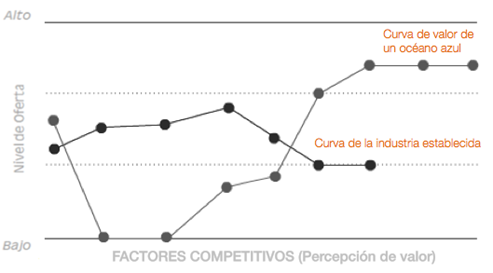 Alto
Curva de valor de
un océano azul
Nivel de Oferta
Curva de la industria establecida
Bajo
FACTORES COMPETITIVOS (Percepción de valor)